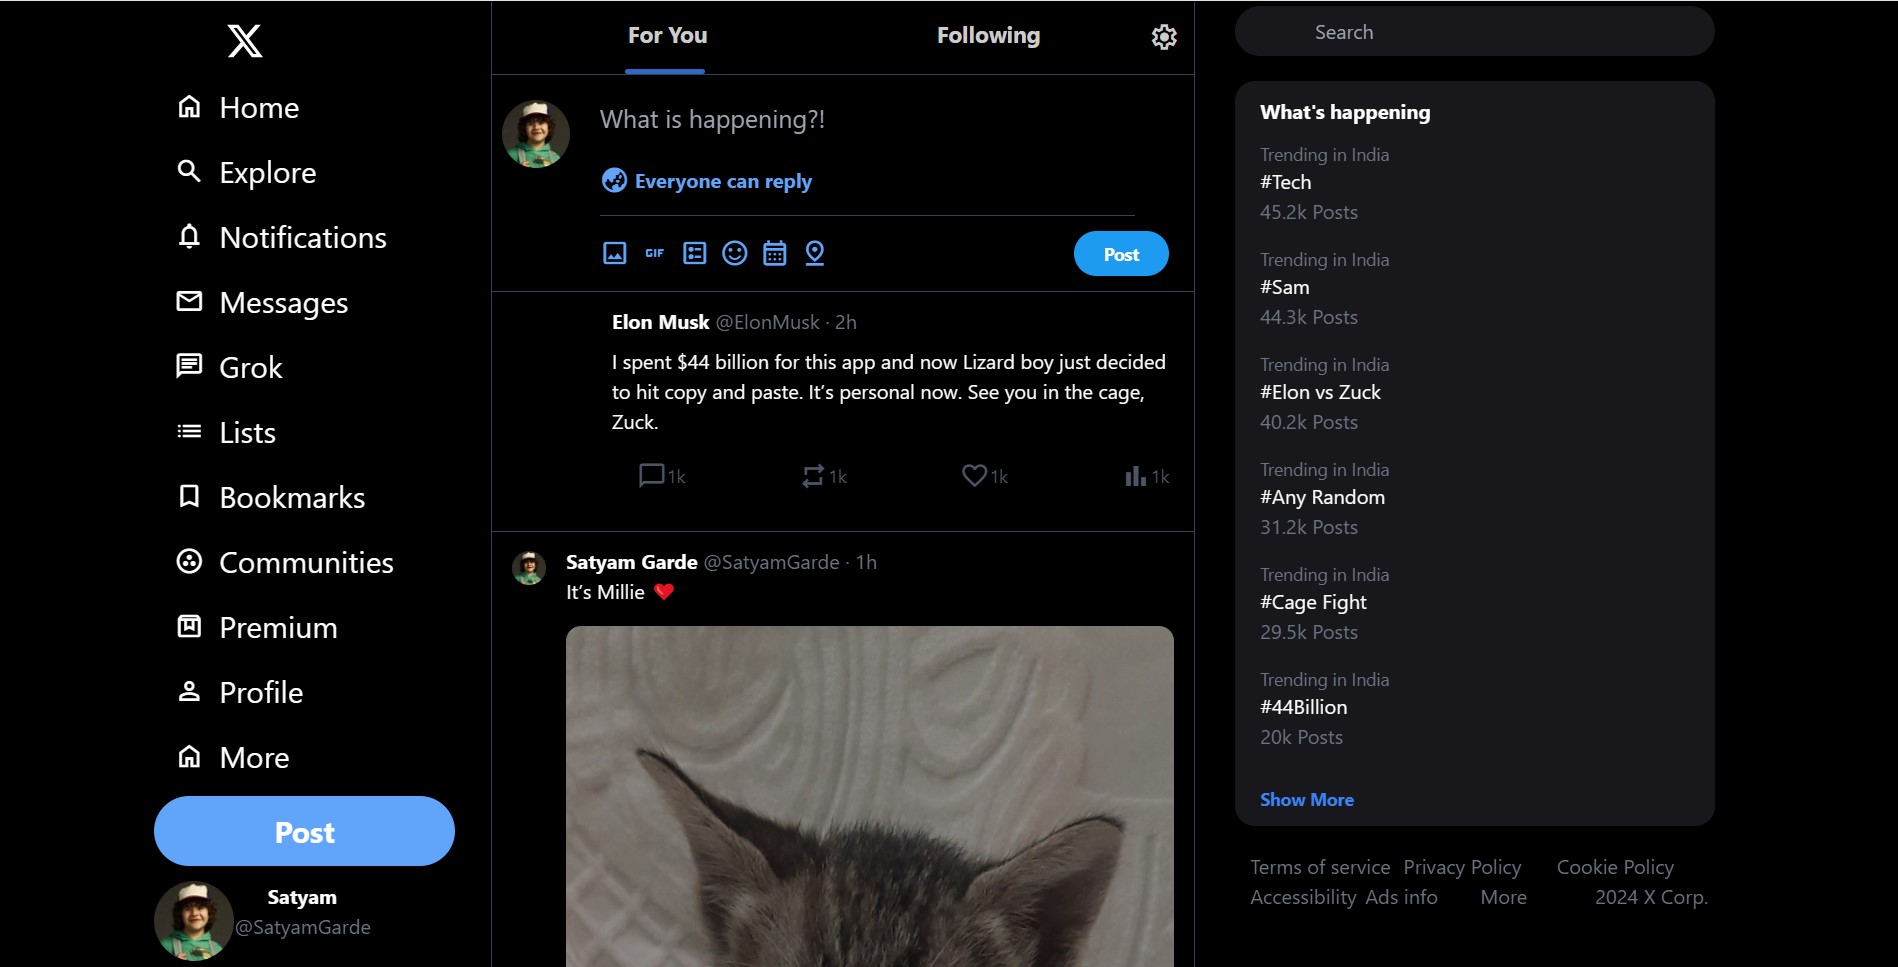 Home
Explore
Notifications
Messages
Grok
Lists
Bookmarks
Communities
Premium
Profile
More
Post
Satyam
@SatyamGarde
For You
Following
What is happening?!
Everyone can reply
GIF
Post
Elon Musk @ElonMusk · 2h
I spent $44 billion for this app and now Lizard boy just decided
to hit copy and paste. It’s personal now. See you in the cage,
Zuck.
1k 1k 1k 1k
Satyam Garde @SatyamGarde · 1h
It’s Millie ❤️
Search
What's happening
Trending in India
#Tech
45.2k Posts
Trending in India
#Sam
44.3k Posts
Trending in India
#Elon vs Zuck
40.2k Posts
Trending in India
#Any Random
31.2k Posts
Trending in India
#Cage Fight
29.5k Posts
Trending in India
#44Billion
20k Posts
Show More
Terms of service Privacy Policy Cookie Policy
Accessibility Ads info More 2024 X Corp.